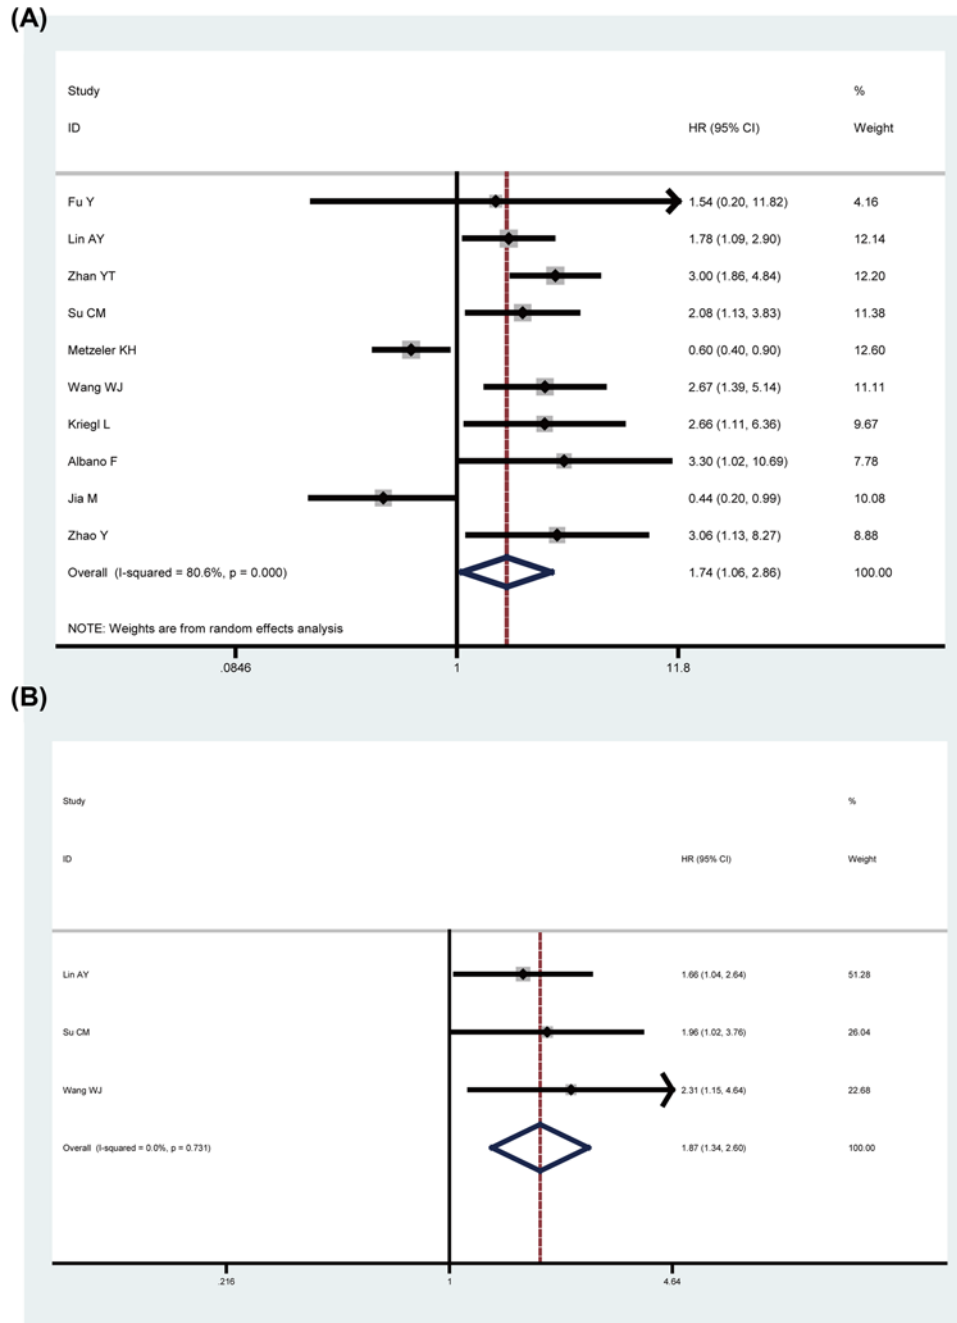 (A)
Study %
ID HR (95% CI) Weight
Fu Y 1.54 (0.20, 11.82) 4.16
Lin AY 1.78 (1.09, 2.90) 12.14
Zhan YT 3.00 (1.86, 4.84) 12.20
Su CM 2.08 (1.13, 3.83) 11.38
Metzeler KH 0.60 (0.40, 0.90) 12.60
Wang WJ 2.67 (1.39, 5.14) 11.11
Kriegl L 2.66 (1.11, 6.36) 9.67
Albano F 3.30 (1.02, 10.69) 7.78
Jia M 0.44 (0.20, 0.99) 10.08
Zhao Y 3.06 (1.13, 8.27) 8.88
Overall (I-squared = 80.6%, p = 0.000) 1.74 (1.06, 2.86) 100.00
NOTE: Weights are from random effects analysis
.0846 1 11.8
(B)
Study %
ID HR (95% CI) Weight
Lin AY 1.66 (1.04, 2.64) 51.28
Su CM 1.96 (1.02, 3.76) 26.04
Wang WJ 2.31 (1.15, 4.64) 22.68
Overall (I-squared = 0.0%, p = 0.731) 1.87 (1.34, 2.60) 100.00
.216 1 4.64